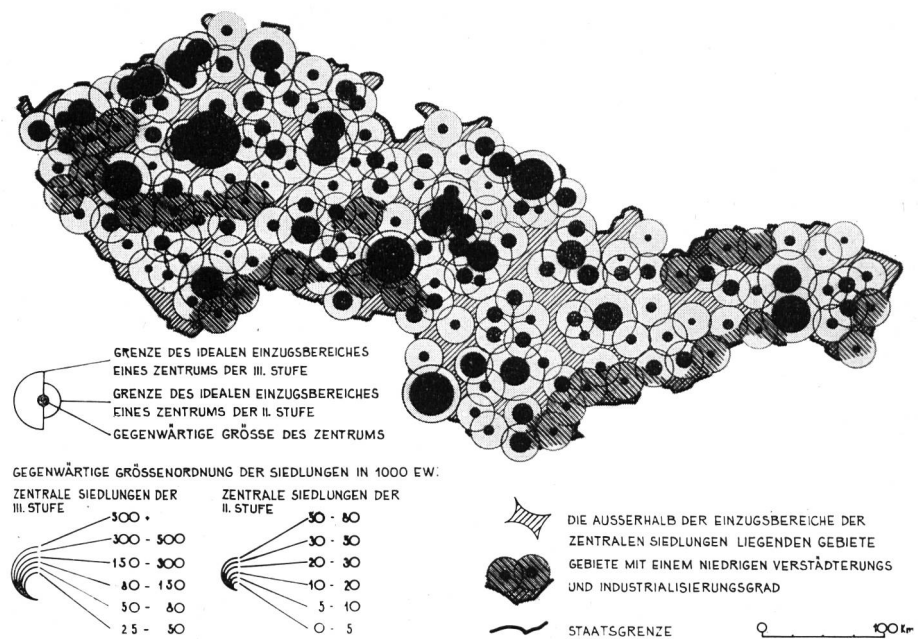 GRENZE DES IDEALEN EINZUGSBEREICHES
EINES ZENTRUMS DER III. STUFE
GRENZE DES IDEALEN EINZUGSBEREICHES
EINES ZENTRUMS DER II. STUFE
GEGENWÄRTIGE GRÖSSE DES ZENTRUMS
GEGENWÄRTIGE GRÖSSENORDNUNG DER SIEDLUNGEN IN 1000 EW.
ZENTRALE SIEDLUNGEN DER
III. STUFE
500 +
300 - 500
150 - 300
80 - 150
50 - 80
25 - 50
ZENTRALE SIEDLUNGEN DER
II. STUFE
50 - 80
30 - 50
20 - 30
10 - 20
5 - 10
0 - 5
DIE AUSSERHALB DER EINZUGSBEREICHE DER
ZENTRALEN SIEDLUNGEN LIEGENDEN GEBIETE
GEBIETE MIT EINEM NIEDRIGEN VERSTÄDTERUNGS
UND INDUSTRIALISIERUNGSGRAD
STAATSGRENZE
0 100 Km